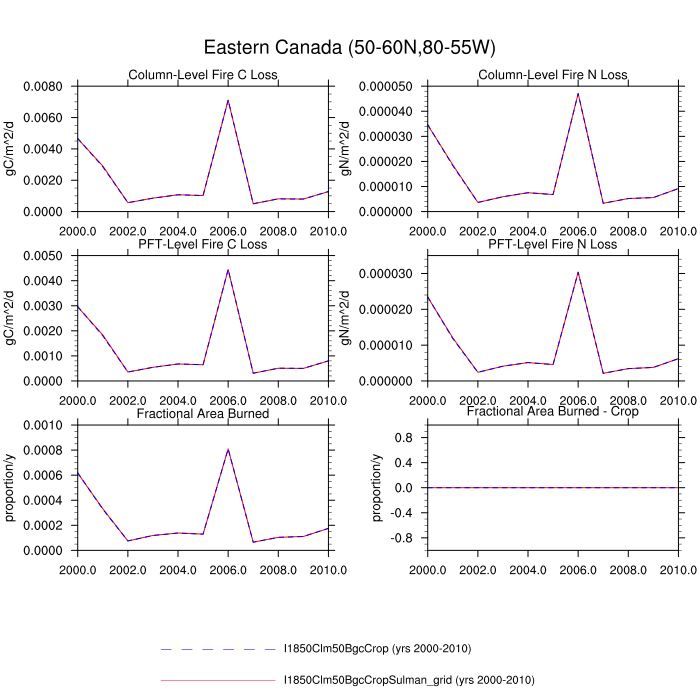 Eastern Canada (50-60N,80-55W)
Column-Level Fire C Loss
gC/m^2/d
0.0080
0.0060
0.0040
0.0020
0.0000
2000.0 2002.0 2004.0 2006.0 2008.0 2010.0
Column-Level Fire N Loss
gN/m^2/d
0.000050
0.000040
0.000030
0.000020
0.000010
0.000000
2000.0 2002.0 2004.0 2006.0 2008.0 2010.0
PFT-Level Fire C Loss
gC/m^2/d
0.0050
0.0040
0.0030
0.0020
0.0010
0.0000
2000.0 2002.0 2004.0 2006.0 2008.0 2010.0
PFT-Level Fire N Loss
gN/m^2/d
0.000030
0.000020
0.000010
0.000000
2000.0 2002.0 2004.0 2006.0 2008.0 2010.0
Fractional Area Burned
proportion/y
0.0010
0.0008
0.0006
0.0004
0.0002
0.0000
2000.0 2002.0 2004.0 2006.0 2008.0 2010.0
Fractional Area Burned - Crop
proportion/y
0.8
0.4
0.0
-0.4
-0.8
2000.0 2002.0 2004.0 2006.0 2008.0 2010.0
I1850Clm50BgcCrop (yrs 2000-2010)
I1850Clm50BgcCropSulman_grid (yrs 2000-2010)